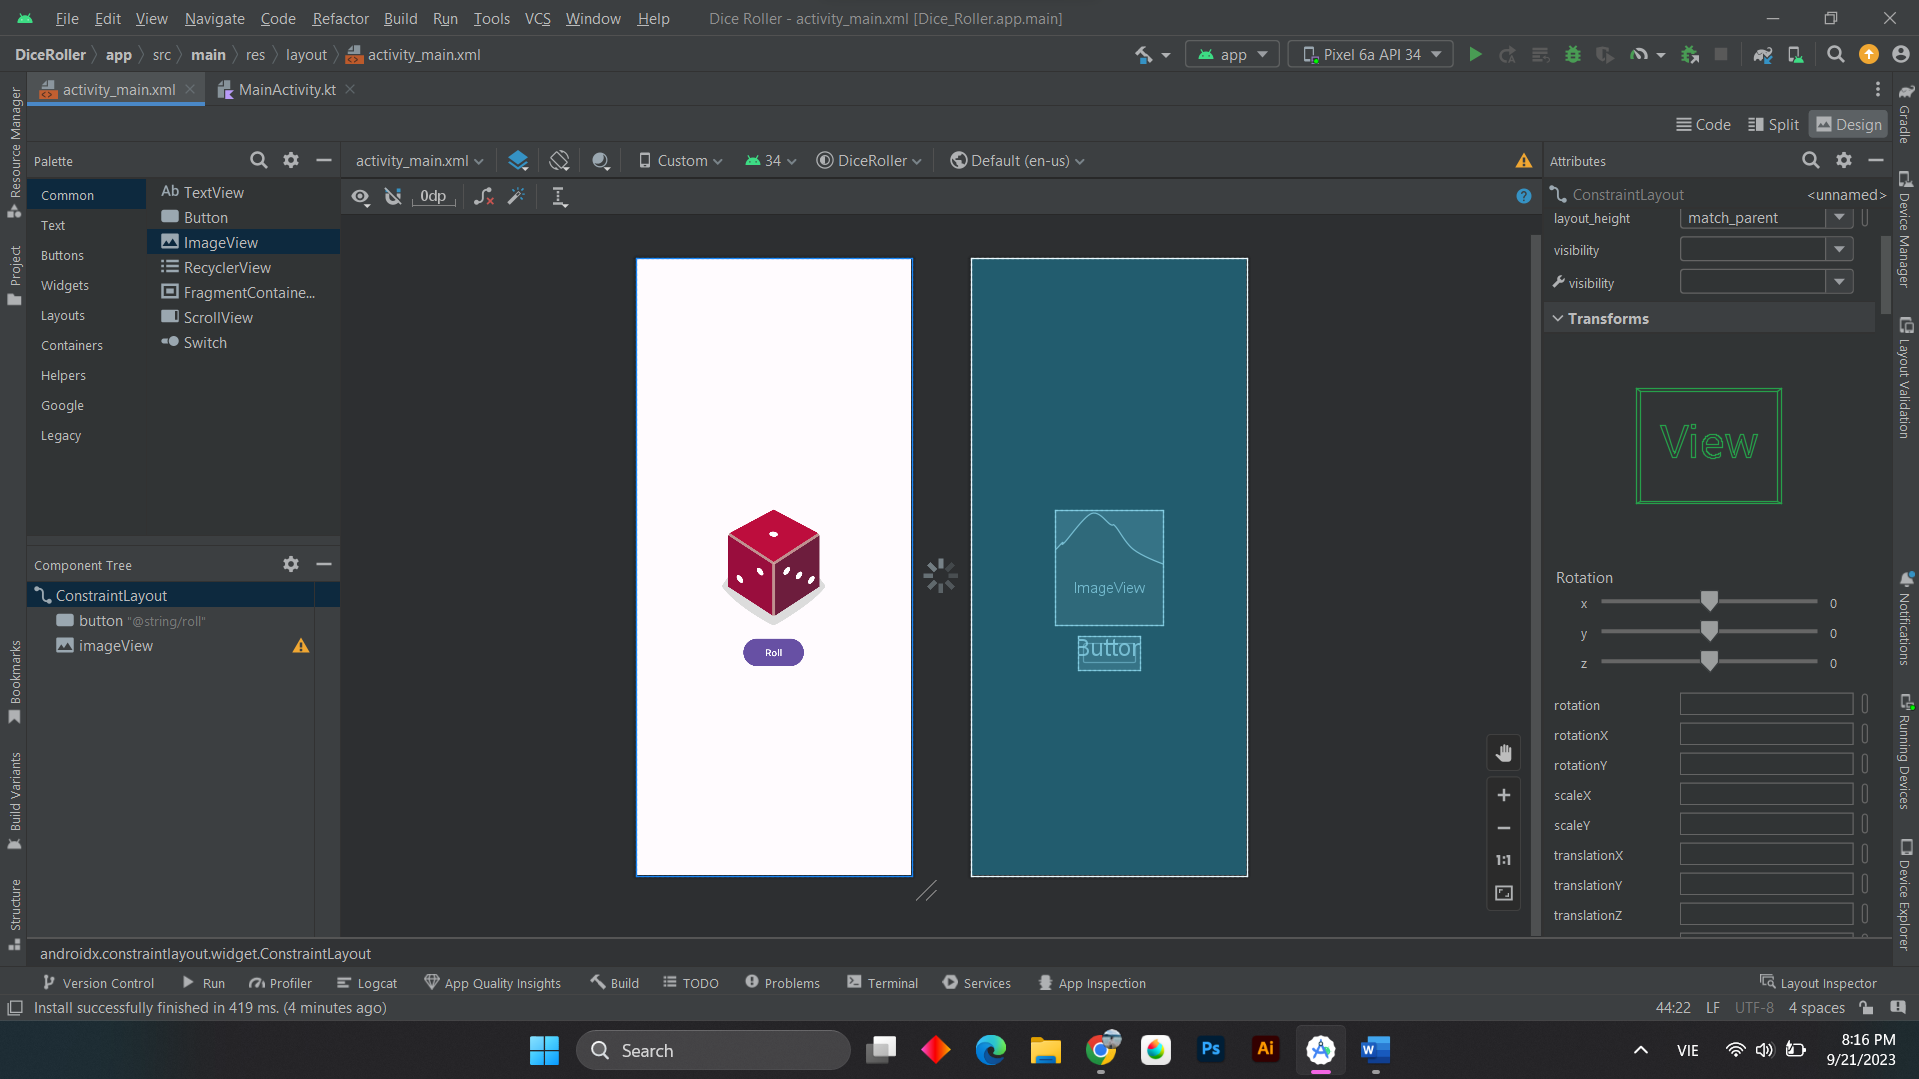 File Edit View Navigate Code Refactor Build Run Tools VCS Window Help Dice Roller - activity_main.xml [Dice_Roller.app.main]
DiceRoller app src main res layout activity_main.xml app Pixel 6a API 34
activity_main.xml MainActivity.kt
Code Split Design
Palette
activity_main.xml Custom 34 DiceRoller Default (en-us)
Attributes
Common
Text
Buttons
Widgets
Layouts
Containers
Helpers
Google
Legacy
Ab TextView
Button
ImageView
RecyclerView
FragmentContaine...
ScrollView
Switch
0dp
?
ConstraintLayout <unnamed>
layout_height match_parent
visibility
visibility
Transforms
View
Rotation
x 0
y 0
z 0
rotation
rotationX
rotationY
scaleX
scaleY
translationX
translationY
translationZ
Roll
ImageView
Button
1:1
Component Tree
ConstraintLayout
button "@string/roll"
imageView
Resource Manager
Project
Bookmarks
Build Variants
Structure
Gradle
Device Manager
Layout Validation
Notifications
Running Devices
Device Explorer
androidx.constraintlayout.widget.ConstraintLayout
Version Control Run Profiler Logcat App Quality Insights Build TODO Problems Terminal Services App Inspection Layout Inspector
Install successfully finished in 419 ms. (4 minutes ago) 44:22 LF UTF-8 4 spaces
Search Ps Ai W VIE 8:16 PM
9/21/2023